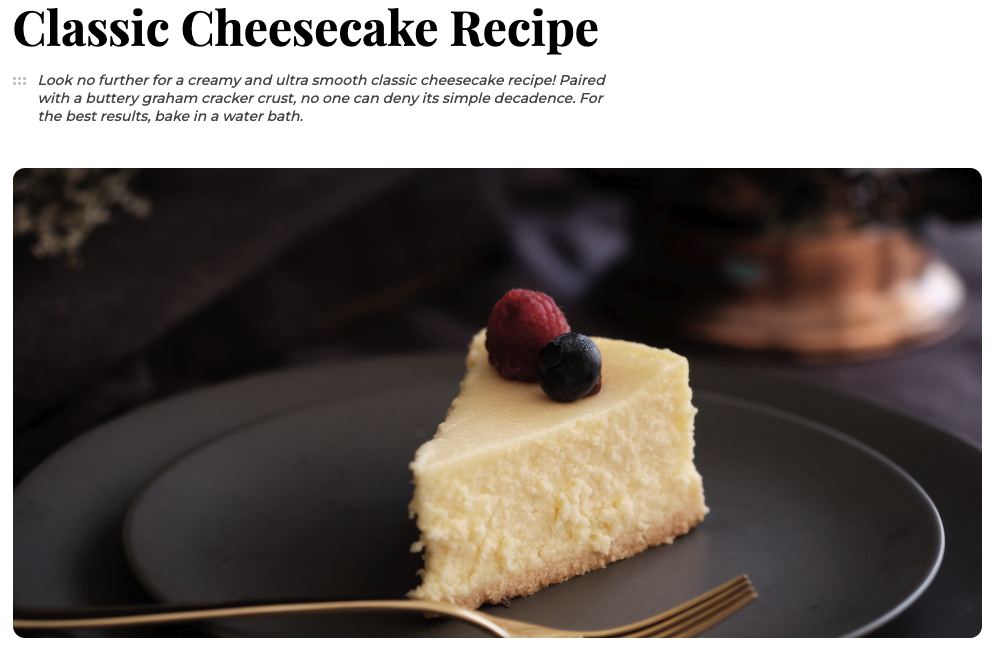 Classic Cheesecake Recipe
Look no further for a creamy and ultra smooth classic cheesecake recipe! Paired
with a buttery graham cracker crust, no one can deny its simple decadence. For
the best results, bake in a water bath.